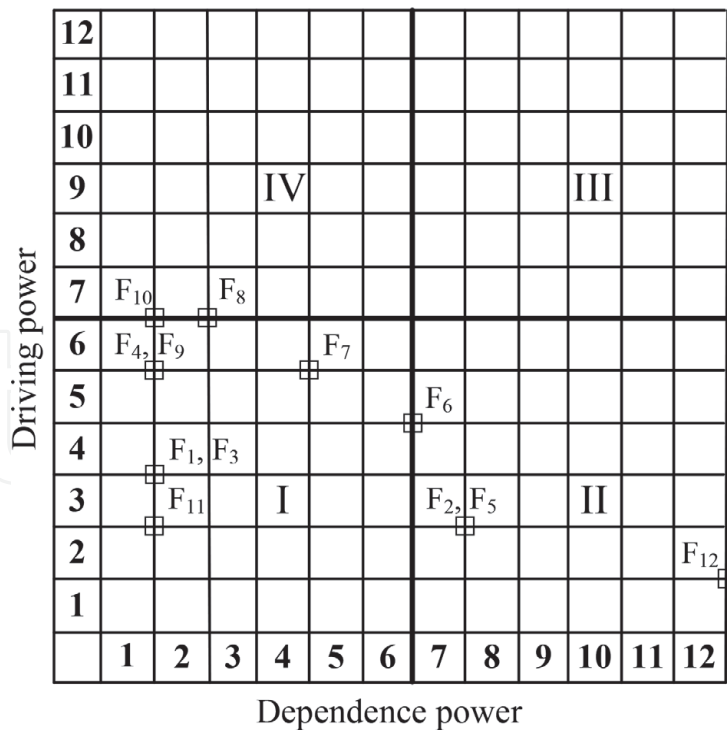 12
11
10
9 IV III
8
7 F10 F8
6 F4, F9 F7
5 F6
4 F1, F3
3 F11 I F2, F5 II
2 F12
1
1 2 3 4 5 6 7 8 9 10 11 12
Driving power
Dependence power